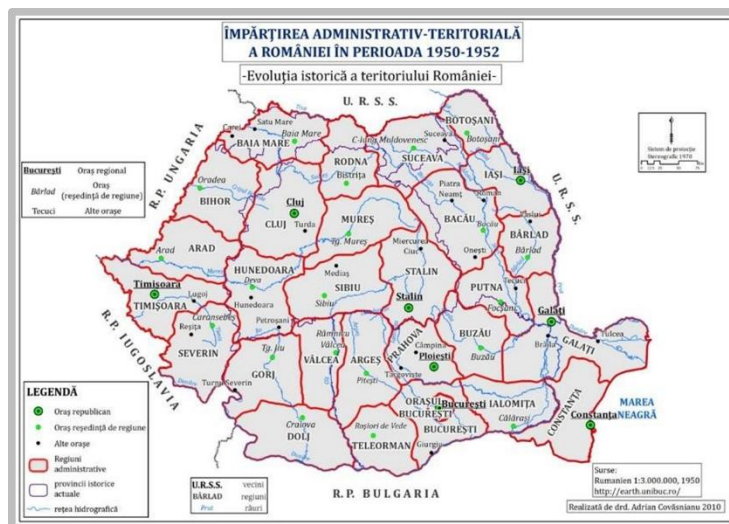 ÎMPĂRȚIREA ADMINISTRATIV-TERITORIALĂ
A ROMÂNIEI ÎN PERIOADA 1950-1952
-Evoluția istorică a teritoriului României-
U. R. S. S.
R.P. UNGARIA
U. R. S. S.
R.P. IUGOSLAVIA
R.P. BULGARIA
MAREA
NEAGRĂ
Sistem de proiecție
Stereografic 1970
București Oraș regional
Bârlad Oraș
(reședință de regiune)
Tecuci Alte orașe
Satu Mare
Carei
Baia Mare
BAIA MARE
RODNA
Bistrița
C-lung Moldovenesc
Suceava
SUCEAVA
BOTOȘANI
Botoșani
Oradea
BIHOR
Cluj
CLUJ
Turda
MUREȘ
Tg. Mureș
Piatra
Neamț
Roman
BACĂU
Bacău
Onești
IAȘI
Iași
Vaslui
BÂRLAD
Bârlad
Arad
ARAD
HUNEDOARA
Deva
Hunedoara
Petroșani
Mediaș
SIBIU
Sibiu
Miercurea
Ciuc
STALIN
Stalin
PUTNA
Tecuci
Focșani
Timișoara
TIMIȘOARA
Lugoj
Caransebeș
Reșița
SEVERIN
Turnu Severin
Tg. Jiu
GORJ
Râmnicu
Vâlcea
VÂLCEA
ARGEȘ
Pitești
PRAHOVA
Câmpina
Ploiești
Târgoviște
BUZĂU
Buzău
Galați
GALAȚI
Brăila
Tulcea
Craiova
DOLJ
Roșiori de Vede
TELEORMAN
ORAȘUL
BUCUREȘTI
București
BUCUREȘTI
Giurgiu
IALOMIȚA
Călărași
CONSTANȚA
Constanța
LEGENDĂ
Oraș republican
Oraș reședință de regiune
Alte orașe
Regiuni
administrative
provincii istorice
actuale
rețea hidrografică
U.R.S.S. vecini
BÂRLAD regiuni
Prut râuri
Surse:
Rumanien 1:3.000.000, 1950
http://earth.unibuc.ro/
Realizată de drd. Adrian Covăsnianu 2010